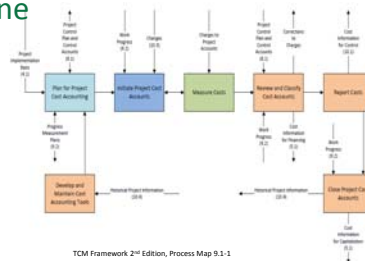 ne
Project
Control
Plan and
Control
Accounts
(8.1)
Work
Progress
(9.2)
Charges
(10.3)
Charges to
Project
Accounts
Project
Control
Plan and
Control
Accounts
(8.1)
Corrections
to
Charges
Cost
Information
for Control
(10.1)
Project
Implementation
Basis
(4.1)
Plan for Project
Cost Accounting
Initiate Project Cost
Accounts
Measure Costs
Review and Classify
Cost Accounts
Report Costs
Progress
Measurement
Plans
(9.2)
Work
Progress
(9.2)
Cost
Information
for Financing
(5.1)
Work
Progress
(9.2)
Develop and
Maintain Cost
Accounting Tools
Historical Project Information
(10.4)
Historical Project Information
(10.4)
Close Project Cost
Accounts
Cost
Information
for Capitalization
(5.1)
TCM Framework 2nd Edition, Process Map 9.1-1